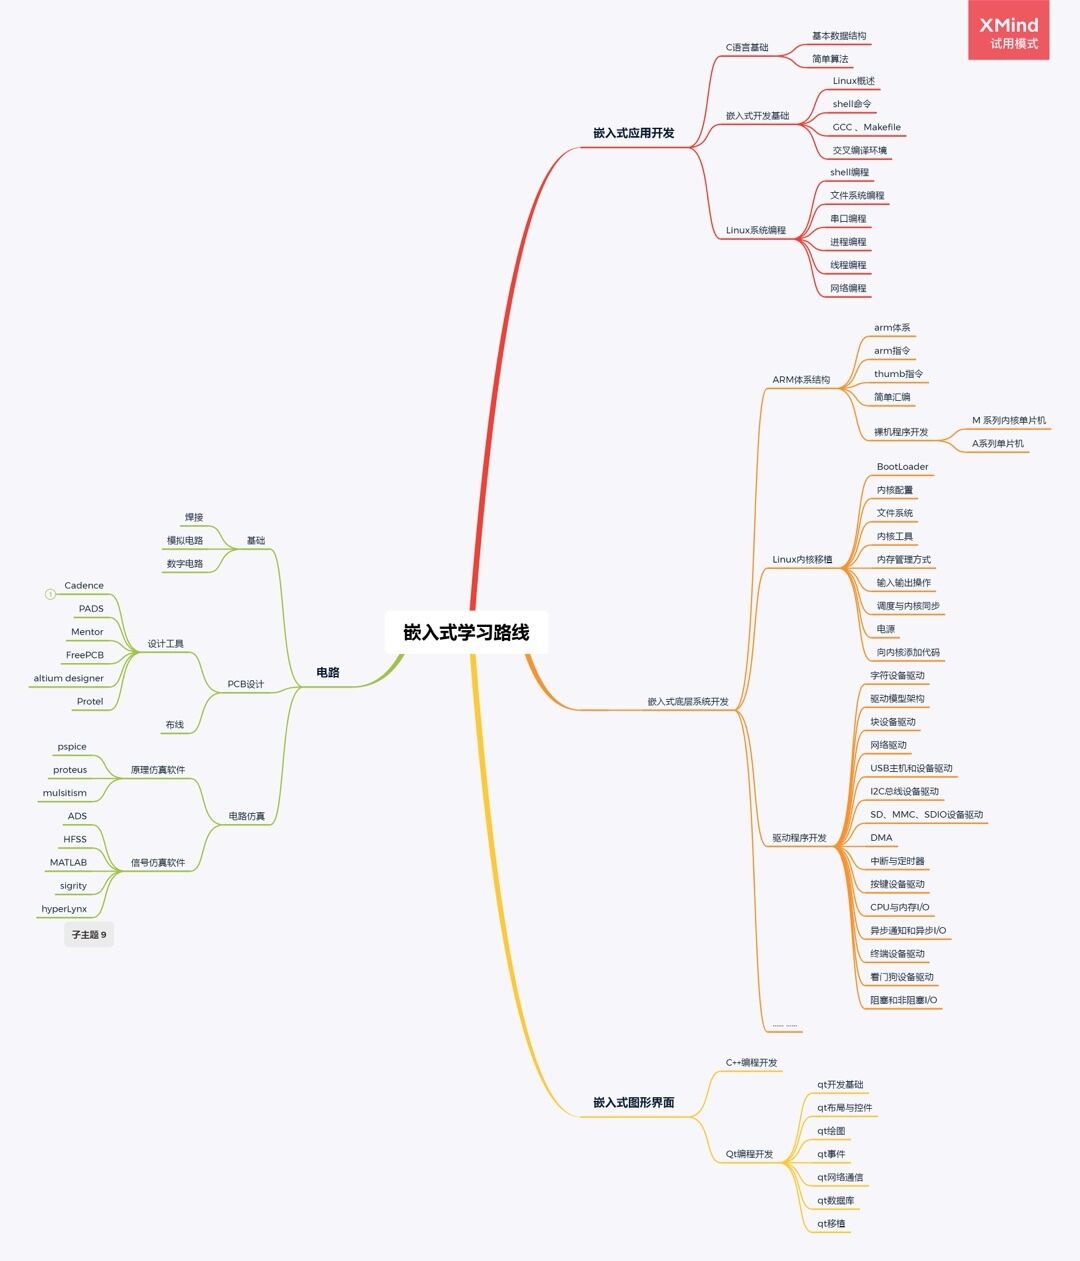 XMind
试用模式
嵌入式学习路线
嵌入式应用开发
C语言基础
基本数据结构
简单算法
嵌入式开发基础
Linux概述
shell命令
GCC 、Makefile
交叉编译环境
Linux系统编程
shell编程
文件系统编程
串口编程
进程编程
线程编程
网络编程
嵌入式底层系统开发
ARM体系结构
arm体系
arm指令
thumb指令
简单汇编
裸机程序开发
M 系列内核单片机
A系列单片机
Linux内核移植
BootLoader
内核配置
文件系统
内核工具
内存管理方式
输入输出操作
调度与内核同步
电源
向内核添加代码
驱动程序开发
字符设备驱动
驱动模型架构
块设备驱动
网络驱动
USB主机和设备驱动
I2C总线设备驱动
SD、MMC、SDIO设备驱动
DMA
中断与定时器
按键设备驱动
CPU与内存I/O
异步通知和异步I/O
终端设备驱动
看门狗设备驱动
阻塞和非阻塞I/O
...... ......
嵌入式图形界面
C++编程开发
Qt编程开发
qt开发基础
qt布局与控件
qt绘图
qt事件
qt网络通信
qt数据库
qt移植
电路
基础
焊接
模拟电路
数字电路
PCB设计
设计工具
Cadence
1
PADS
Mentor
FreePCB
altium designer
Protel
布线
电路仿真
原理仿真软件
pspice
proteus
mulsitism
信号仿真软件
ADS
HFSS
MATLAB
sigrity
hyperLynx
子主题 9